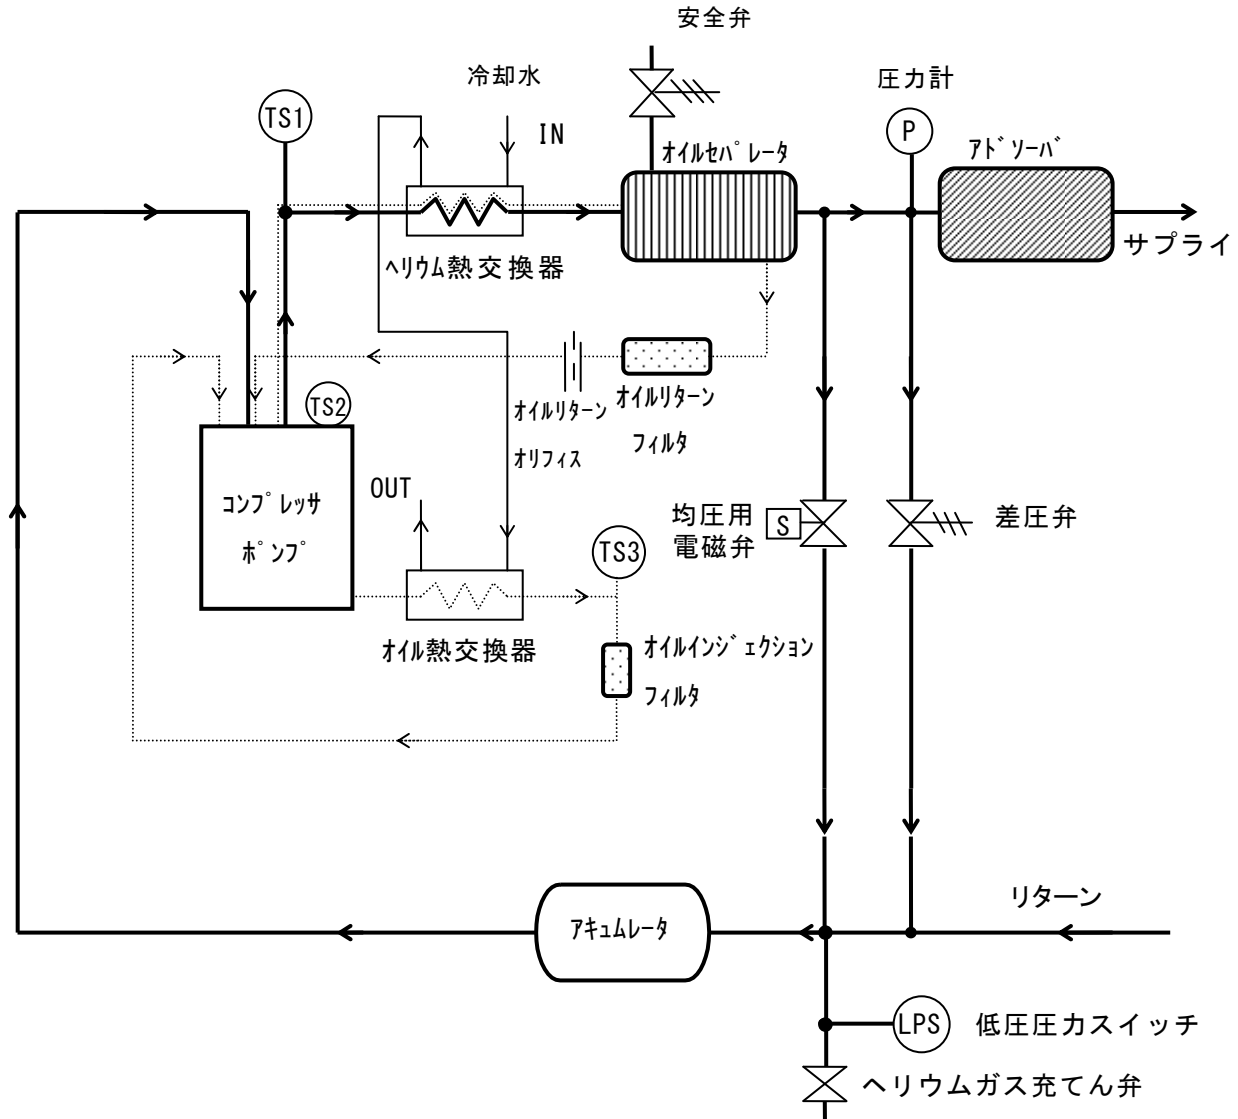 安全弁
冷却水
圧力計
TS1
IN
P
オイルセパレータ
アドソーバ
サプライ
ヘリウム熱交換器
TS2
オイルリターン
オリフィス
オイルリターン
フィルタ
コンプレッサ
ポンプ
OUT
均圧用
電磁弁
S
差圧弁
TS3
オイル熱交換器
オイルインジェクション
フィルタ
リターン
アキュムレータ
LPS
低圧圧力スイッチ
ヘリウムガス充てん弁